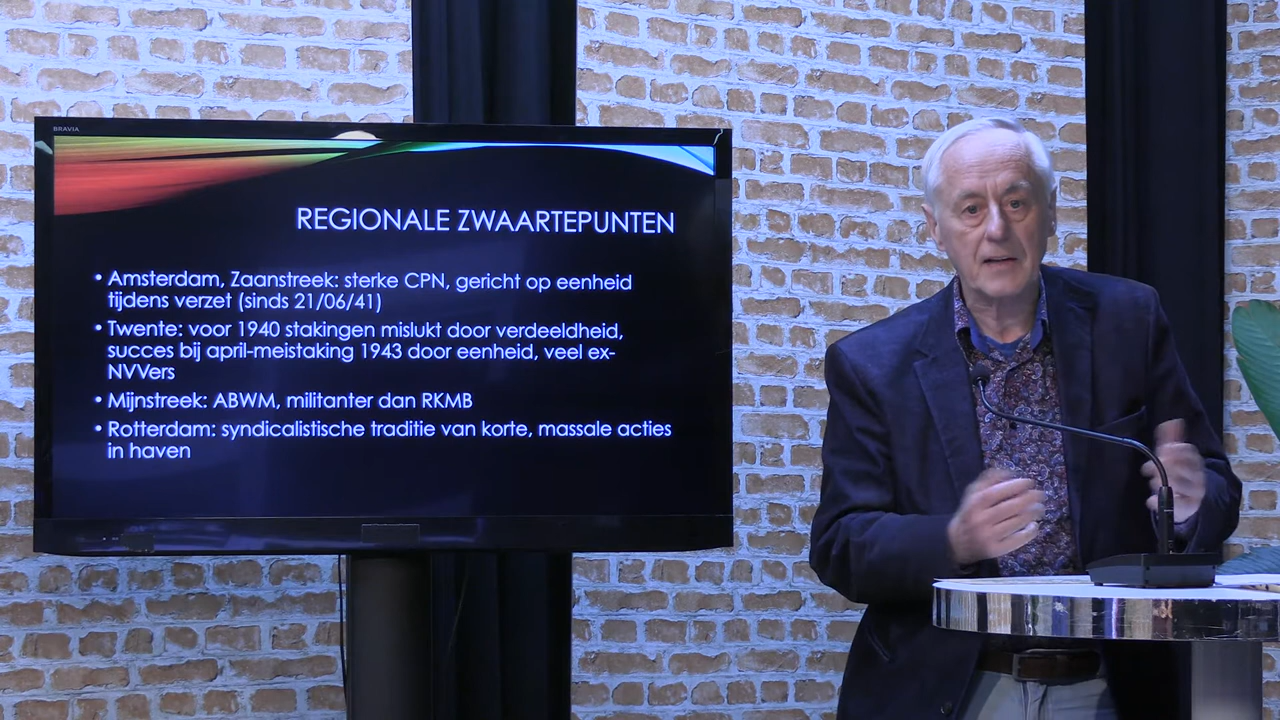 BRAVIA
REGIONALE ZWAARTEPUNTEN
• Amsterdam, Zaanstreek: sterke CPN, gericht op eenheid
tijdens verzet (sinds 21/06/41)
• Twente: voor 1940 stakingen mislukt door verdeeldheid,
succes bij april-meistaking 1943 door eenheid, veel ex-
NVVers
• Mijnstreek: ABWM, militanter dan RKMB
• Rotterdam: syndicalistische traditie van korte, massale acties
in haven